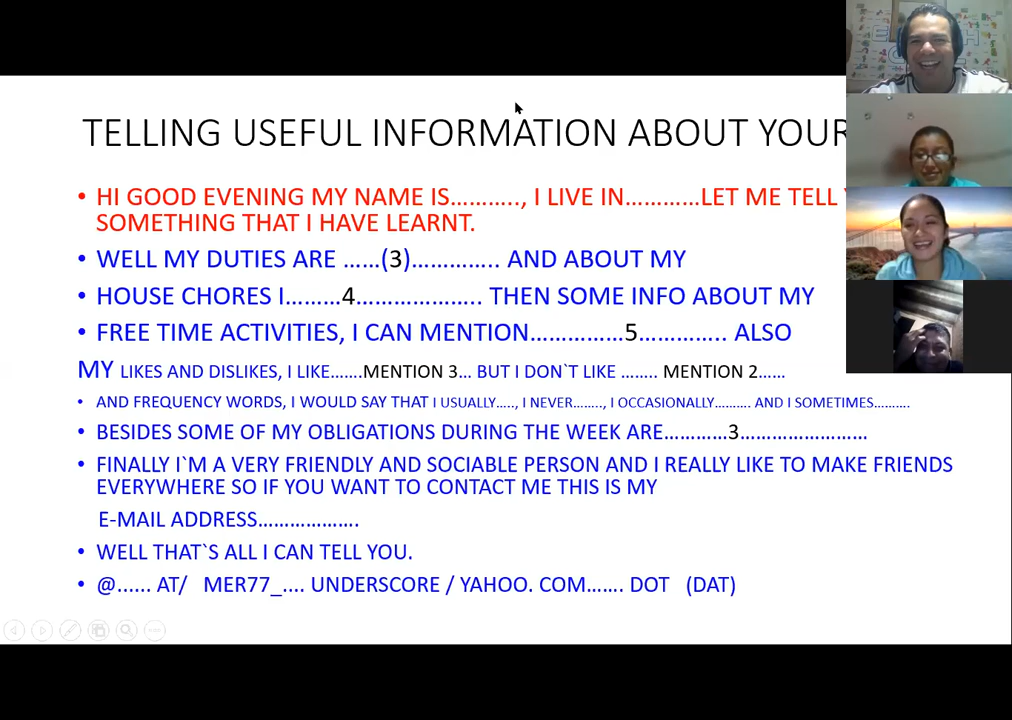 TELLING USEFUL INFORMATION ABOUT YOUR
• HI GOOD EVENING MY NAME IS……….., I LIVE IN…………LET ME TELL
SOMETHING THAT I HAVE LEARNT.
• WELL MY DUTIES ARE ……(3)………….. AND ABOUT MY
• HOUSE CHORES I………4……………….. THEN SOME INFO ABOUT MY
• FREE TIME ACTIVITIES, I CAN MENTION……………5………….. ALSO
MY LIKES AND DISLIKES, I LIKE…….MENTION 3… BUT I DON`T LIKE …….. MENTION 2……
• AND FREQUENCY WORDS, I WOULD SAY THAT I USUALLY….., I NEVER…….., I OCCASIONALLY………. AND I SOMETIMES……….
• BESIDES SOME OF MY OBLIGATIONS DURING THE WEEK ARE…………3……………………
• FINALLY I`M A VERY FRIENDLY AND SOCIABLE PERSON AND I REALLY LIKE TO MAKE FRIENDS
EVERYWHERE SO IF YOU WANT TO CONTACT ME THIS IS MY
E-MAIL ADDRESS……………….
• WELL THAT`S ALL I CAN TELL YOU.
• @...... AT/ MER77_.... UNDERSCORE / YAHOO. COM……. DOT (DAT)